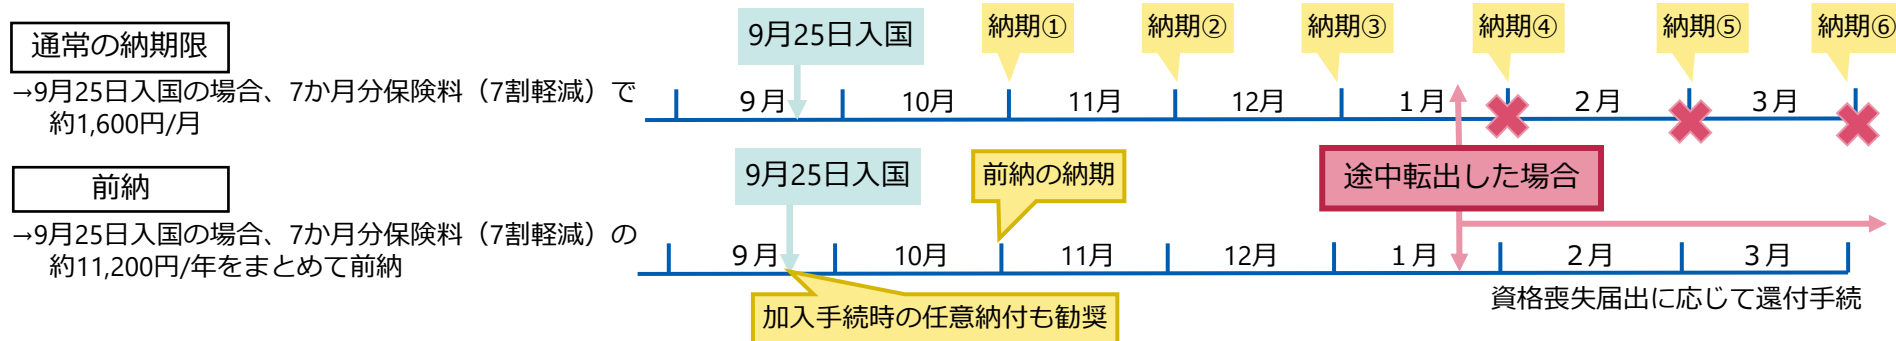 通常の納期限
→9月25日入国の場合、7か月分保険料（7割軽減）で
約1,600円/月
9月25日入国
納期①
納期②
納期③
納期④
納期⑤
納期⑥
９月
10月
11月
12月
１月
２月
３月
途中転出した場合
前納
→9月25日入国の場合、7か月分保険料（7割軽減）の
約11,200円/年をまとめて前納
9月25日入国
前納の納期
９月
10月
11月
12月
１月
２月
３月
加入手続時の任意納付も勧奨
資格喪失届出に応じて還付手続